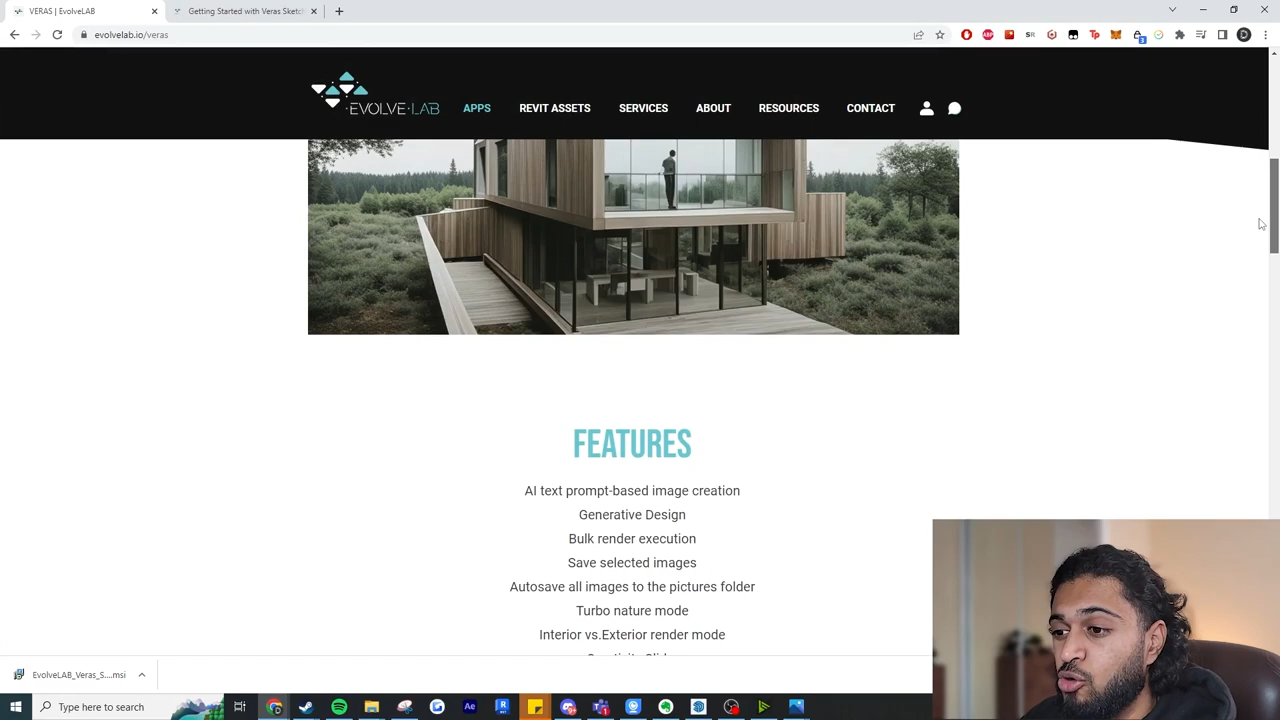 VERAS | EvolveLAB
Getting Started with Veras Sketch
evolvelab.io/veras
EVOLVE·LAB
APPS
REVIT ASSETS
SERVICES
ABOUT
RESOURCES
CONTACT
FEATURES
AI text prompt-based image creation
Generative Design
Bulk render execution
Save selected images
Autosave all images to the pictures folder
Turbo nature mode
Interior vs.Exterior render mode
EvolveLAB_Veras_S....msi
Type here to search